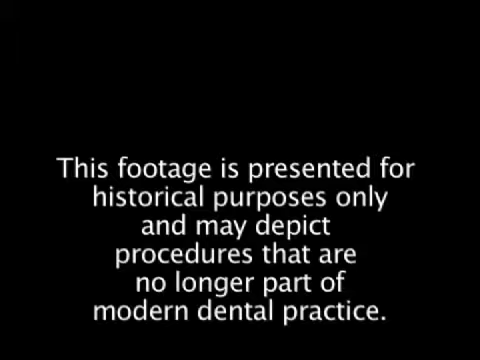 This footage is presented for
historical purposes only
and may depict
procedures that are
no longer part of
modern dental practice.